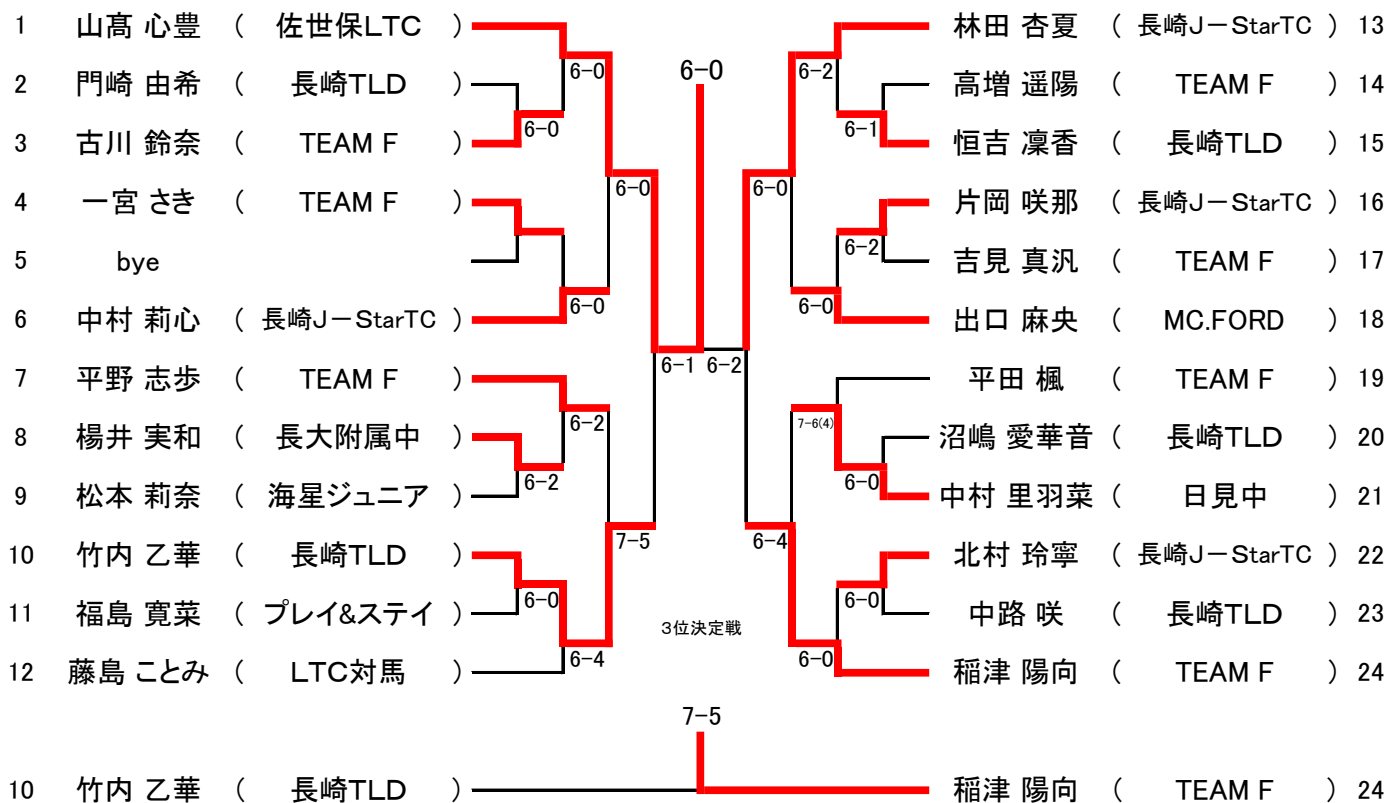 1 山髙 心豊 ( 佐世保LTC ) 林田 杏夏 ( 長崎J－StarTC ) 13
6-0 6-0 6-2
2 門崎 由希 ( 長崎TLD ) 高増 遥陽 ( TEAM F ) 14
6-0 6-1
3 古川 鈴奈 ( TEAM F ) 恒吉 凜香 ( 長崎TLD ) 15
6-0 6-0
4 一宮 さき ( TEAM F ) 片岡 咲那 ( 長崎J－StarTC ) 16
6-2
5 bye 吉見 真汎 ( TEAM F ) 17
6-0 6-0
6 中村 莉心 ( 長崎J－StarTC ) 出口 麻央 ( MC.FORD ) 18
6-1 6-2
7 平野 志歩 ( TEAM F ) 平田 楓 ( TEAM F ) 19
6-2 7-6(4)
8 楊井 実和 ( 長大附属中 ) 沼嶋 愛華音 ( 長崎TLD ) 20
6-2 6-0
9 松本 莉奈 ( 海星ジュニア ) 中村 里羽菜 ( 日見中 ) 21
7-5 6-4
10 竹内 乙華 ( 長崎TLD ) 北村 玲寧 ( 長崎J－StarTC ) 22
6-0 6-0
11 福島 寛菜 ( プレイ&ステイ ) 中路 咲 ( 長崎TLD ) 23
3位決定戦
6-4 6-0
12 藤島 ことみ ( LTC対馬 ) 稲津 陽向 ( TEAM F ) 24
7-5
10 竹内 乙華 ( 長崎TLD ) 稲津 陽向 ( TEAM F ) 24